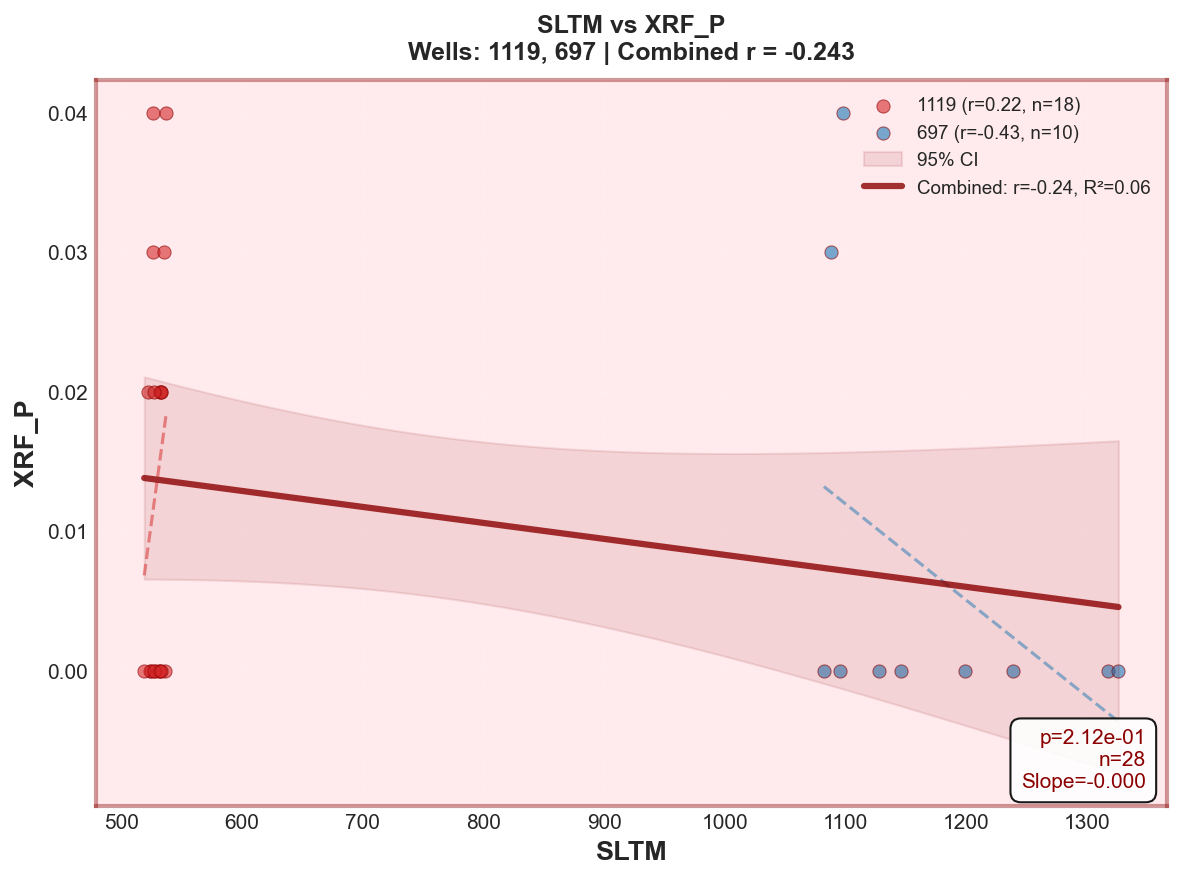 SLTM vs XRF_P
Wells: 1119, 697 | Combined r = -0.243
1119 (r=0.22, n=18)
697 (r=-0.43, n=10)
95% CI
Combined: r=-0.24, R²=0.06
XRF_P
0.04
0.03
0.02
0.01
0.00
p=2.12e-01
n=28
Slope=-0.000
500 600 700 800 900 1000 1100 1200 1300
SLTM